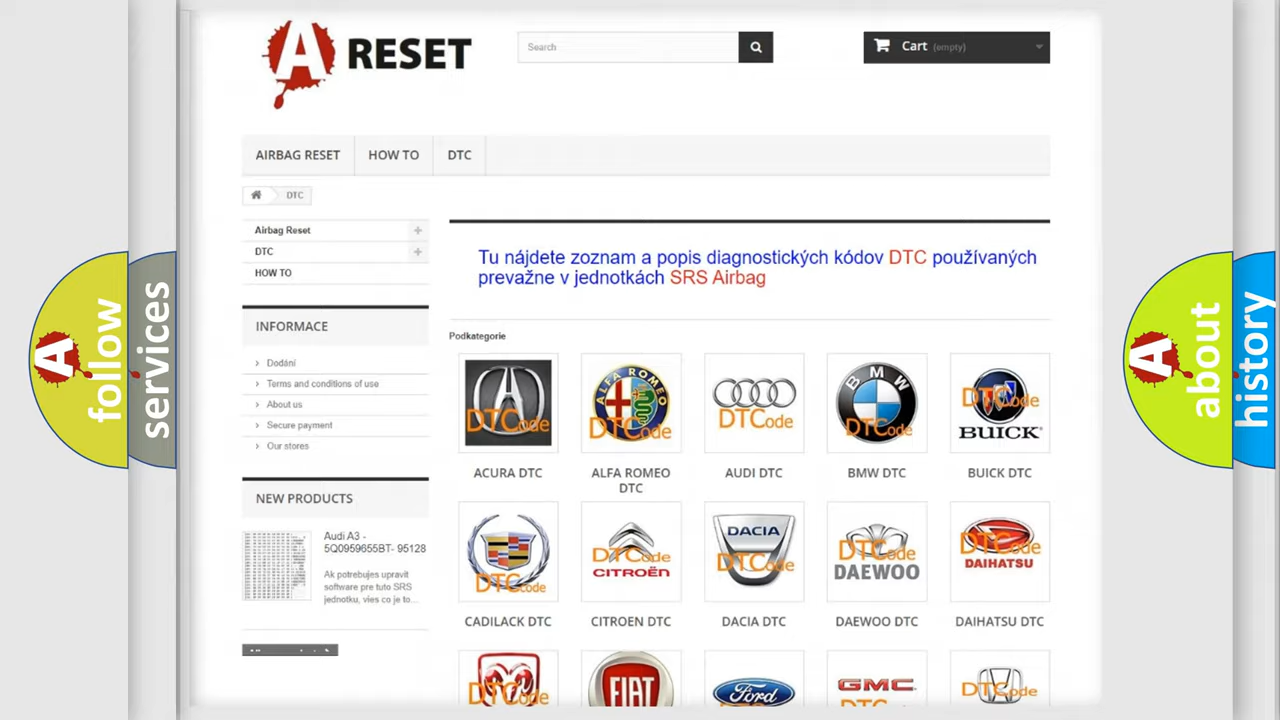 A RESET
Search
Cart (empty)
AIRBAG RESET
HOW TO
DTC
DTC
Airbag Reset
DTC
HOW TO
INFORMACE
Dodání
Terms and conditions of use
About us
Secure payment
Our stores
NEW PRODUCTS
Audi A3 -
5Q0959655BT- 95128
Ak potrebujes upravit
software pre tuto SRS
jednotku, vies co je to...
Tu nájdete zoznam a popis diagnostických kódov DTC používaných
prevažne v jednotkách SRS Airbag
Podkategorie
DTCode
ALFA ROMEO
DTCode
DTCode
BMW
DTCode
DTCode
BUICK
ACURA DTC
ALFA ROMEO
DTC
AUDI DTC
BMW DTC
BUICK DTC
DTCode
DTCode
CITROËN
DACIA
DTCode
DTCode
DAEWOO
DTCode
DAIHATSU
CADILACK DTC
CITROEN DTC
DACIA DTC
DAEWOO DTC
DAIHATSU DTC
DTCode
FIAT
Ford
GMC
DTCode
A follow
services
A about
history